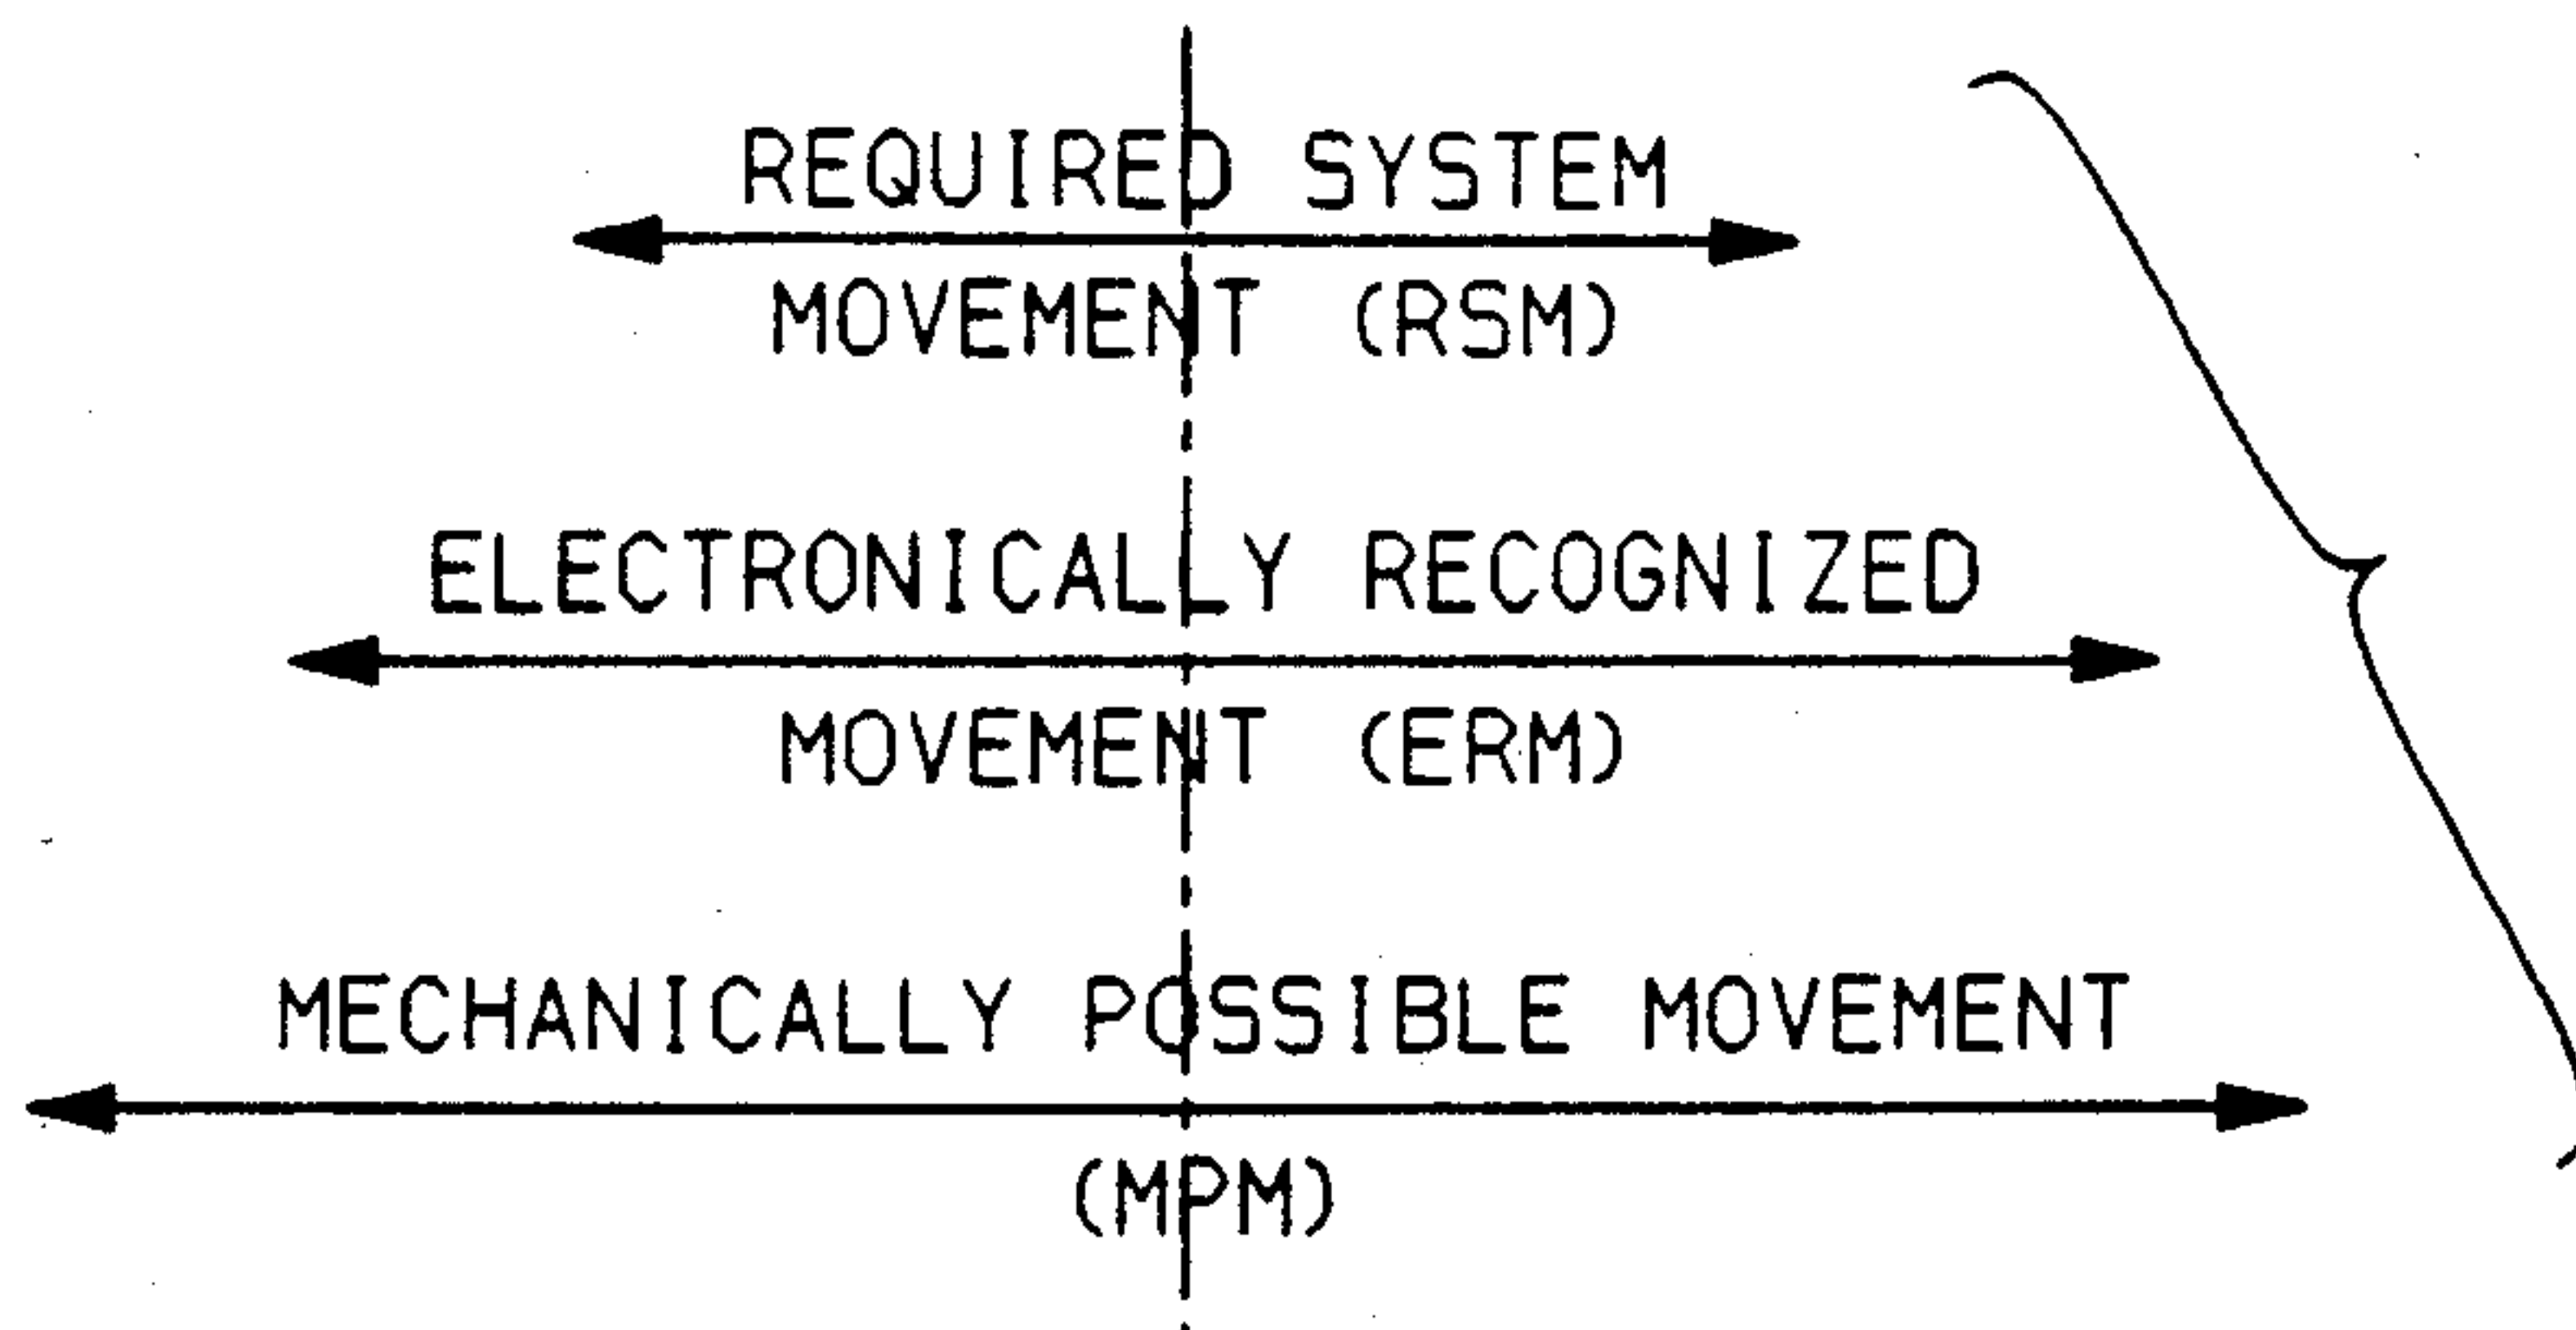 REQUIRED SYSTEM
MOVEMENT (RSM)
ELECTRONICALLY RECOGNIZED
MOVEMENT (ERM)
MECHANICALLY POSSIBLE MOVEMENT
(MPM)